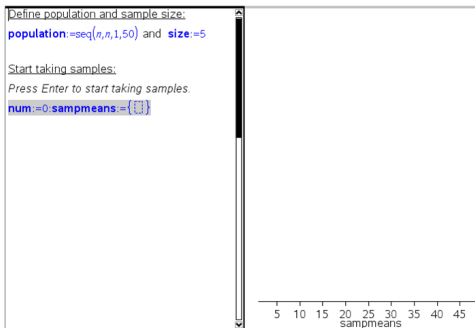 Define population and sample size:
population:=seq(n,n,1,50) and size:=5
Start taking samples:
Press Enter to start taking samples.
num:=0:sampmeans:={⬚}
5 10 15 20 25 30 35 40 45
sampmeans